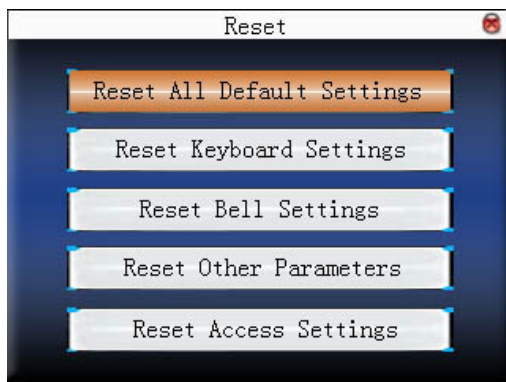 Reset
Reset All Default Settings
Reset Keyboard Settings
Reset Bell Settings
Reset Other Parameters
Reset Access Settings